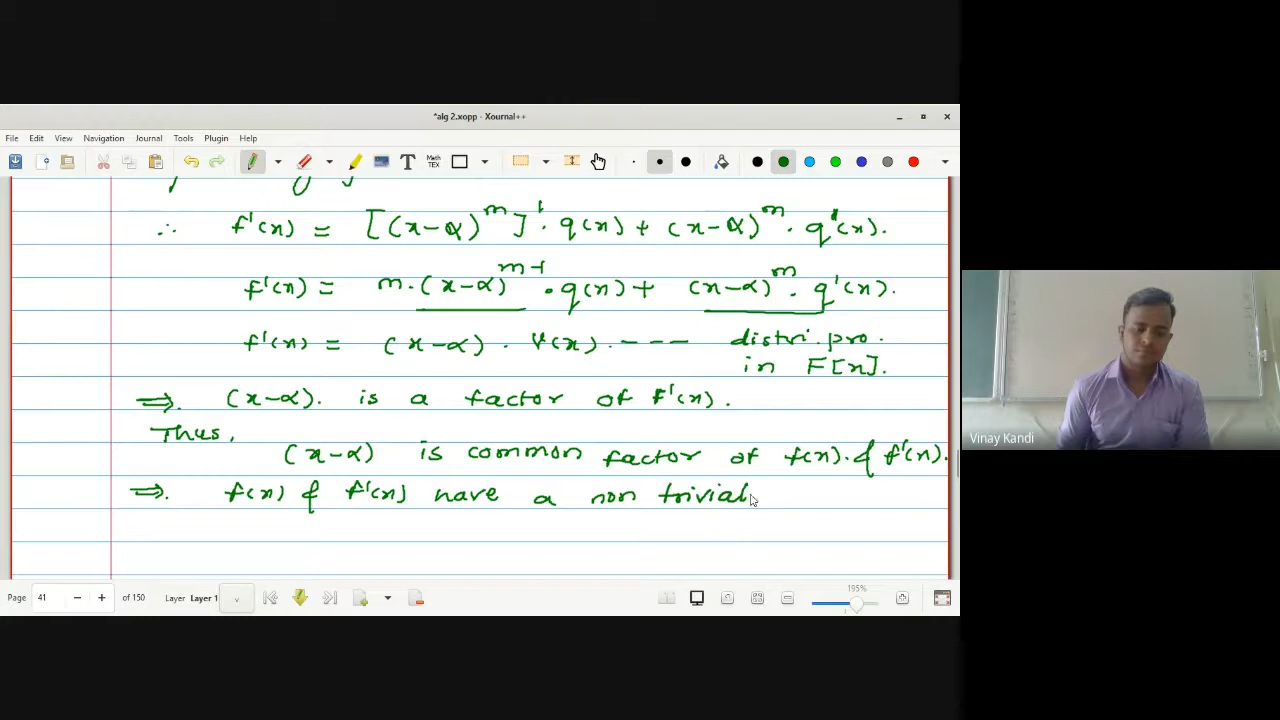 *alg 2.xopp - Xournal++
File Edit View Navigation Journal Tools Plugin Help
∴ f'(x) = [(x-α)^m]'. q(x) + (x-α)^m . q'(x).
f'(x) = m.(x-α)^{m-1} . q(x) + (x-α)^m . q'(x).
f'(x) = (x-α) . r(x) . --- distri. pro.
in F[x].
⟹ (x-α). is a factor of f'(x).
Thus,
(x-α) is common factor of f(x). & f'(x).
⟹ f(x) & f'(x) have a non trivial
Page 41 of 150 Layer Layer 1 195%
Vinay Kandi